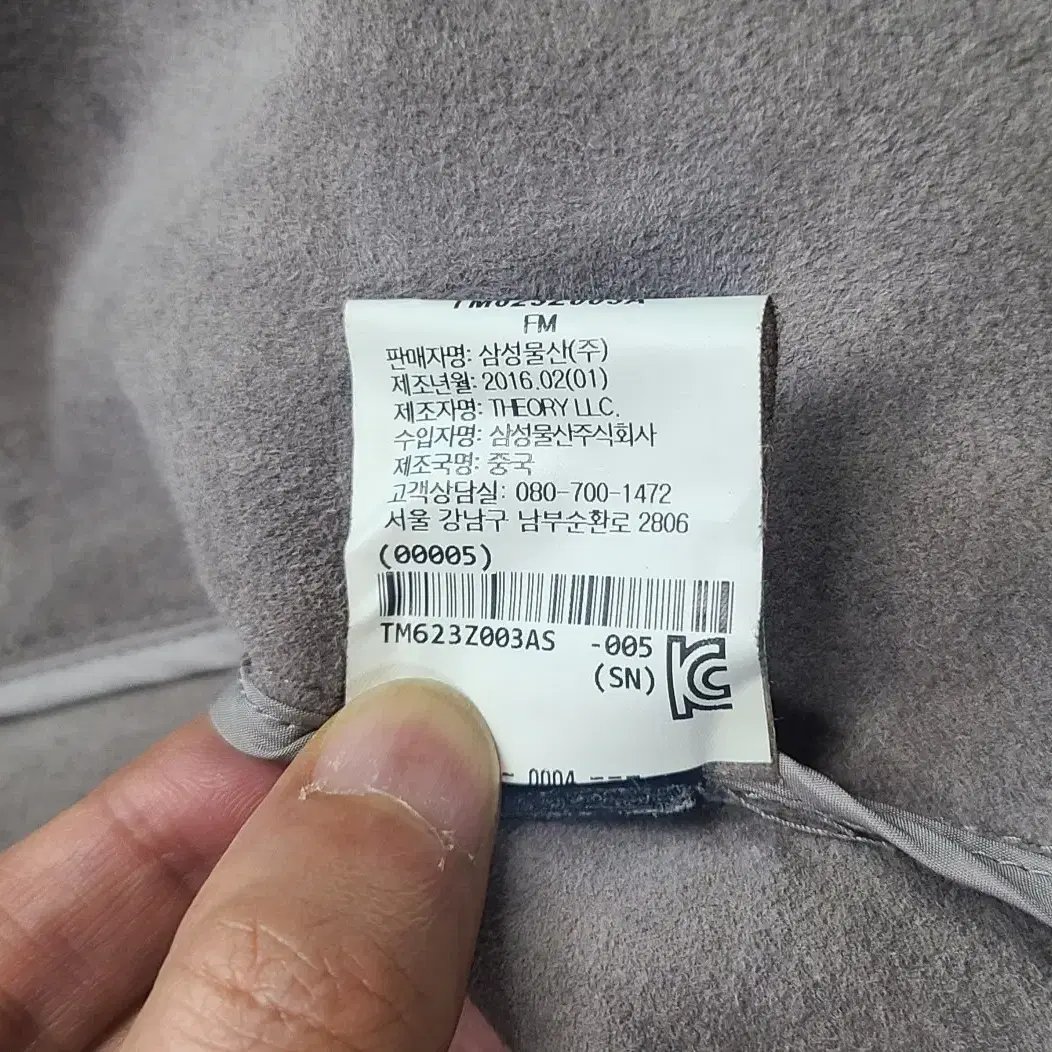 FM
판매자명: 삼성물산(주)
제조년월: 2016.02(01)
제조자명: THEORY LLC.
수입자명: 삼성물산주식회사
제조국명: 중국
고객상담실: 080-700-1472
서울 강남구 남부순환로 2806
(00005)
TM623Z003AS -005
(SN)